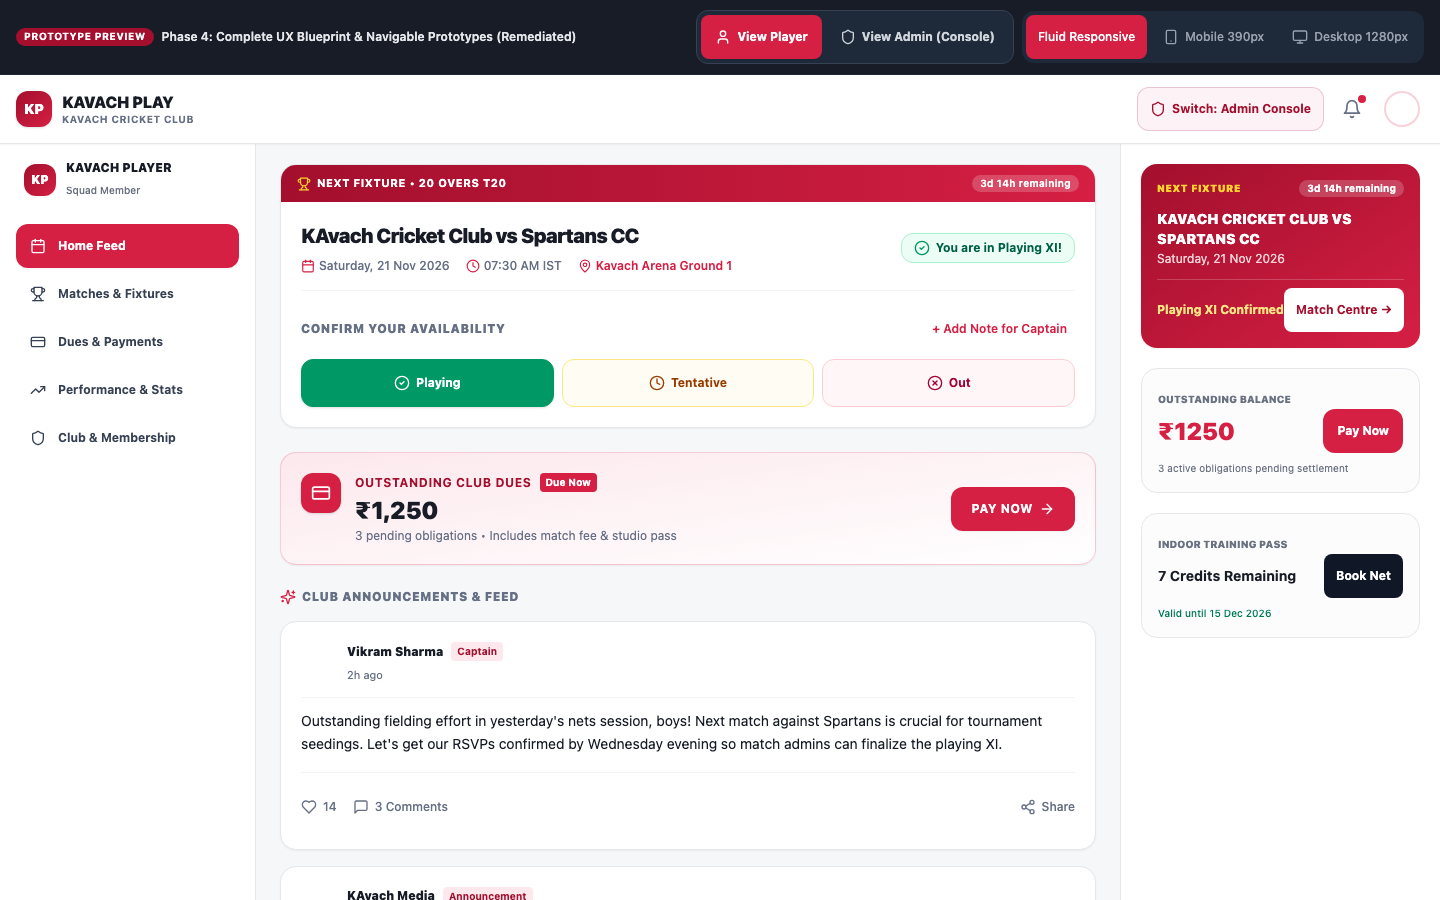 PROTOTYPE PREVIEW Phase 4: Complete UX Blueprint & Navigable Prototypes (Remediated)
View Player
View Admin (Console)
Fluid Responsive
Mobile 390px
Desktop 1280px
KP
KAVACH PLAY
KAVACH CRICKET CLUB
Switch: Admin Console
KP
KAVACH PLAYER
Squad Member
Home Feed
Matches & Fixtures
Dues & Payments
Performance & Stats
Club & Membership
NEXT FIXTURE • 20 OVERS T20
3d 14h remaining
KAvach Cricket Club vs Spartans CC
Saturday, 21 Nov 2026
07:30 AM IST
Kavach Arena Ground 1
You are in Playing XI!
CONFIRM YOUR AVAILABILITY
+ Add Note for Captain
Playing
Tentative
Out
OUTSTANDING CLUB DUES
Due Now
₹1,250
3 pending obligations • Includes match fee & studio pass
PAY NOW →
CLUB ANNOUNCEMENTS & FEED
Vikram Sharma
Captain
2h ago
Outstanding fielding effort in yesterday's nets session, boys! Next match against Spartans is crucial for tournament
seedings. Let's get our RSVPs confirmed by Wednesday evening so match admins can finalize the playing XI.
14
3 Comments
Share
KAvach Media
Announcement
NEXT FIXTURE
3d 14h remaining
KAVACH CRICKET CLUB VS
SPARTANS CC
Saturday, 21 Nov 2026
Playing XI Confirmed
Match Centre →
OUTSTANDING BALANCE
₹1250
Pay Now
3 active obligations pending settlement
INDOOR TRAINING PASS
7 Credits Remaining
Book Net
Valid until 15 Dec 2026